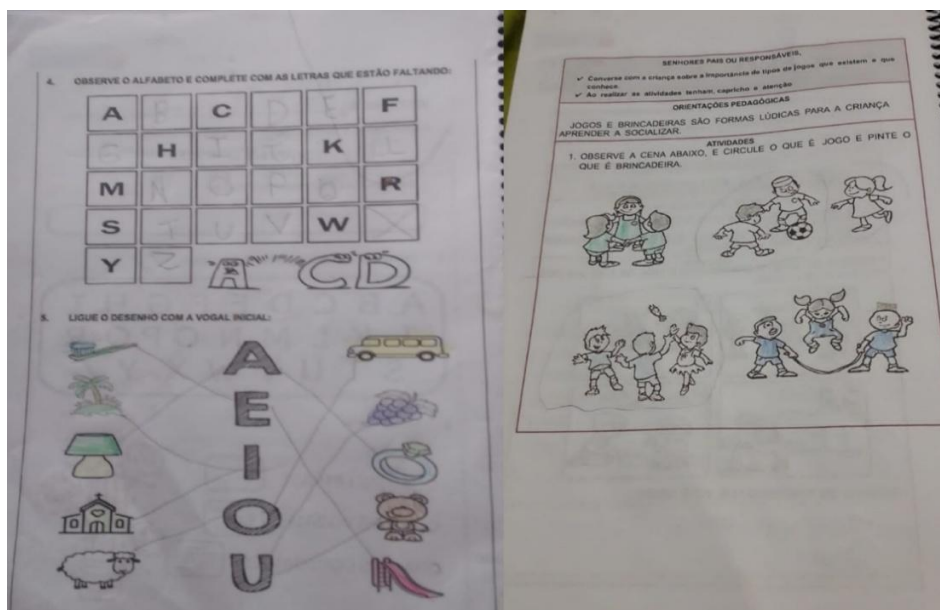 4. OBSERVE O ALFABETO E COMPLETE COM AS LETRAS QUE ESTÃO FALTANDO:
A B C D E F
G H I J K L
M N O P Q R
S T U V W X
Y Z
A CD
5. LIGUE O DESENHO COM A VOGAL INICIAL:
A
E
I
O
U
SENHORES PAIS OU RESPONSÁVEIS,
✓ Converse com a criança sobre a importância de tipos de jogos que existem e que
conhece.
✓ Ao realizar as atividades tenham capricho e atenção
ORIENTAÇÕES PEDAGÓGICAS
JOGOS E BRINCADEIRAS SÃO FORMAS LÚDICAS PARA A CRIANÇA
APRENDER A SOCIALIZAR.
ATIVIDADES
1. OBSERVE A CENA ABAIXO, E CIRCULE O QUE É JOGO E PINTE O
QUE É BRINCADEIRA.